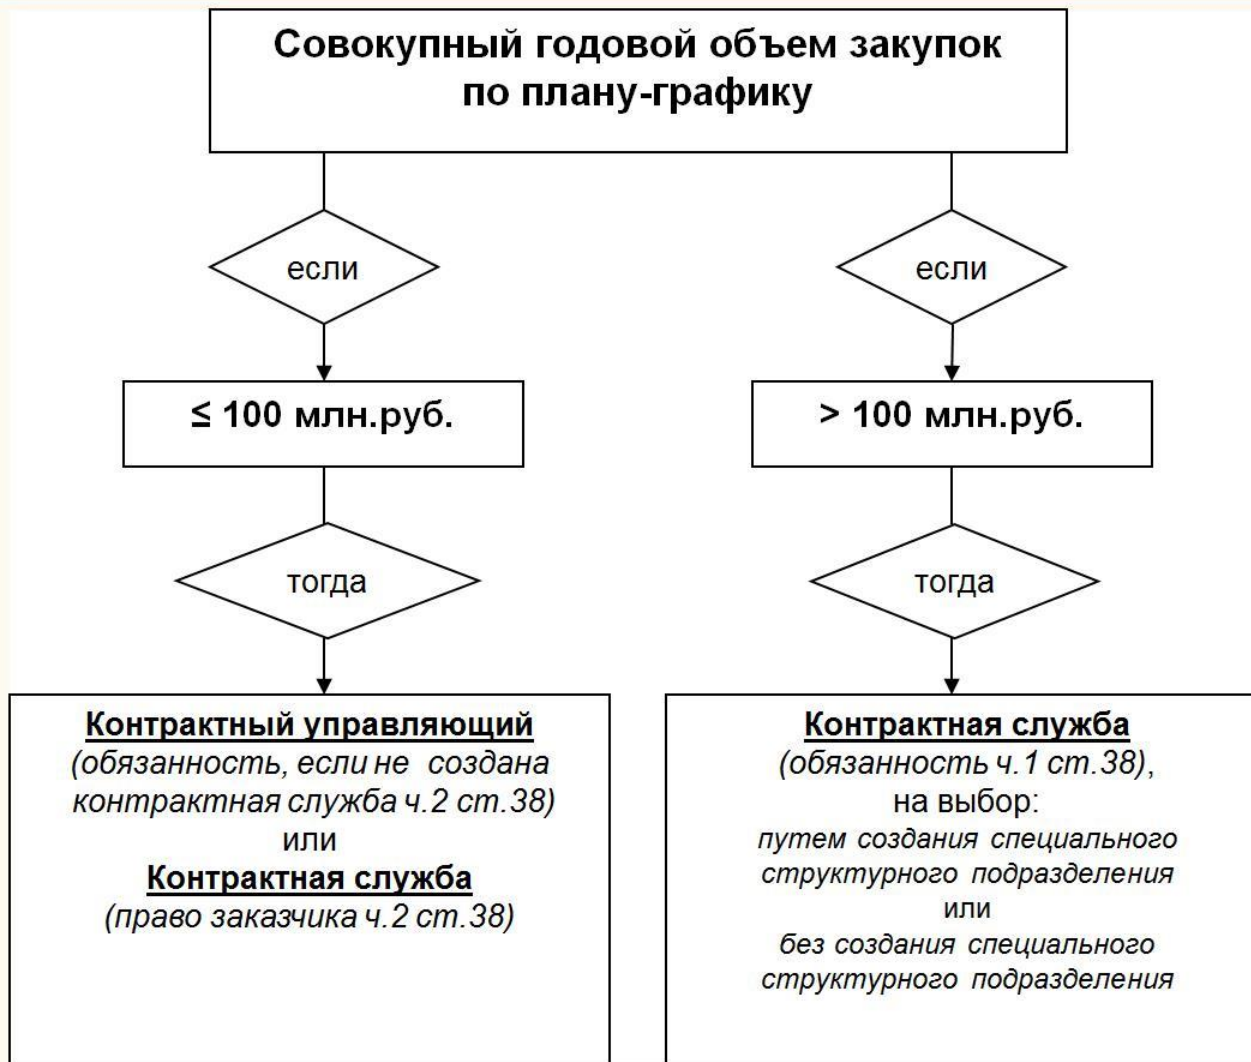 Совокупный годовой объем закупок
по плану-графику
если
если
≤ 100 млн.руб.
> 100 млн.руб.
тогда
тогда
Контрактный управляющий
(обязанность, если не создана
контрактная служба ч.2 ст.38)
или
Контрактная служба
(право заказчика ч.2 ст.38)
Контрактная служба
(обязанность ч.1 ст.38),
на выбор:
путем создания специального
структурного подразделения
или
без создания специального
структурного подразделения